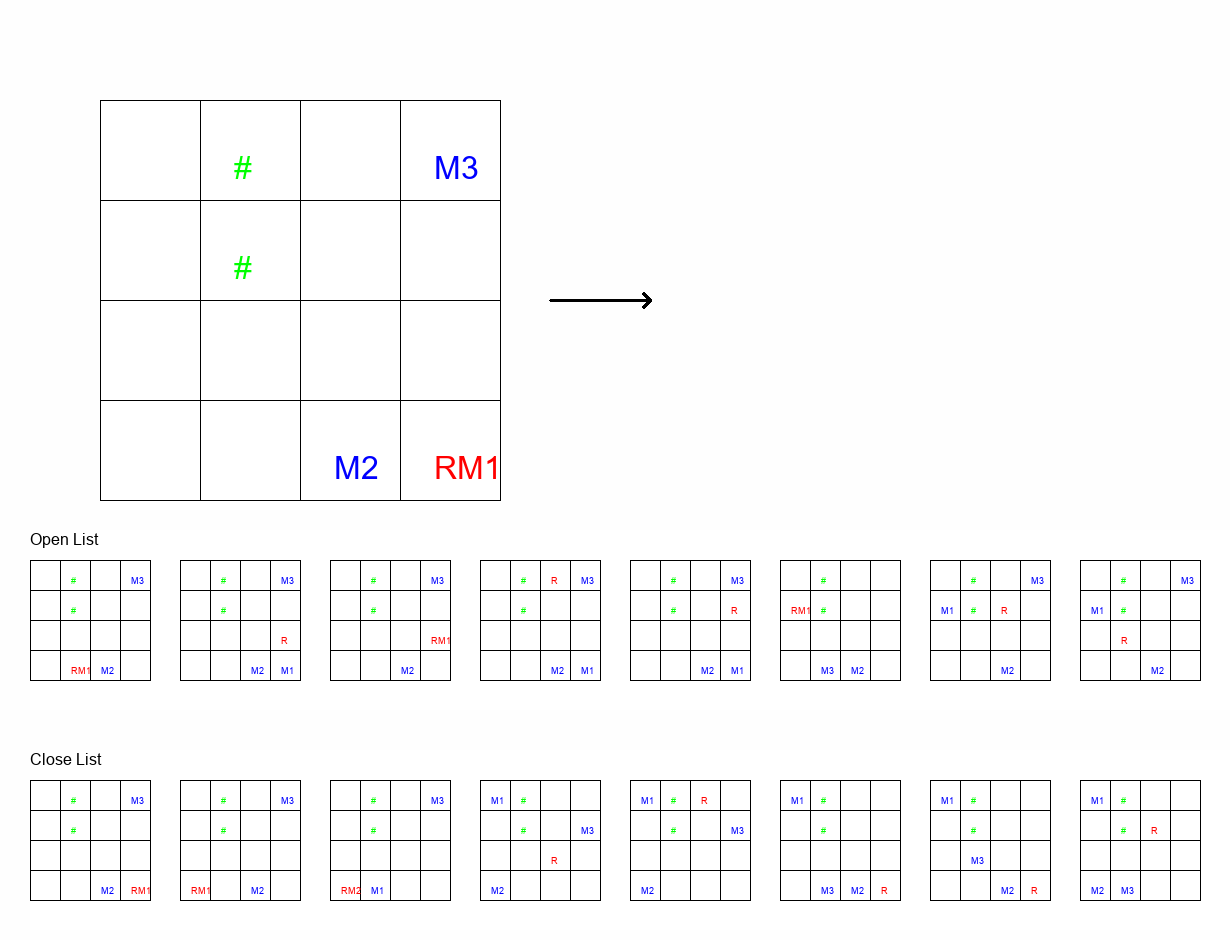 # M3
#
M2 RM1
Open List
# M3 # M3 # M3 # R M3 # M3 # # M3 # M3
# # # # # R RM1 # M1 # R M1 #
R RM1 R
RM1 M2 M2 M1 M2 M2 M1 M2 M1 M3 M2 M2 M2
Close List
# M3 # M3 # M3 M1 # M1 # R M1 # M1 # M1 #
# # # # M3 # M3 # # # R
R M3
M2 RM1 RM1 M2 RM2 M1 M2 M2 M3 M2 R M2 R M2 M3